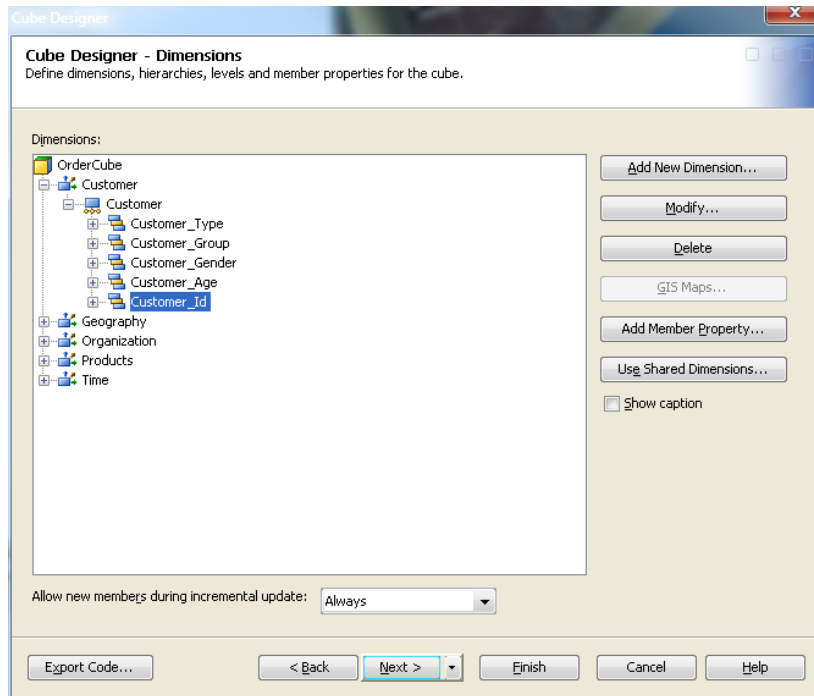 Cube Designer
x
Cube Designer - Dimensions
Define dimensions, hierarchies, levels and member properties for the cube.
Dimensions:
OrderCube
Customer
Customer
Customer_Type
Customer_Group
Customer_Gender
Customer_Age
Customer_Id
Geography
Organization
Products
Time
Add New Dimension...
Modify...
Delete
GIS Maps...
Add Member Property...
Use Shared Dimensions...
Show caption
Allow new members during incremental update: Always
Export Code... < Back Next > Finish Cancel Help